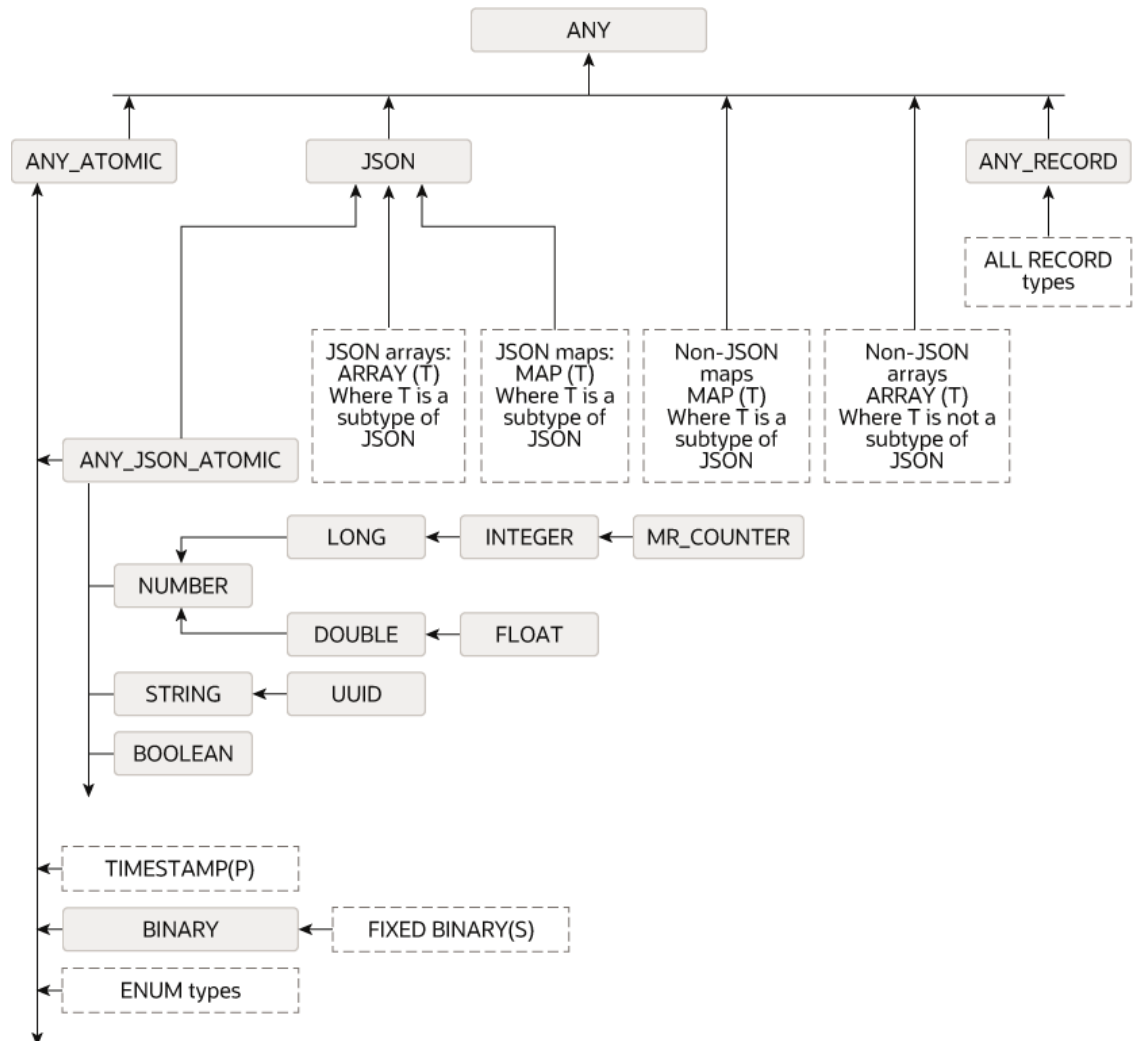 ANY
ANY_ATOMIC
JSON
ANY_RECORD
ALL RECORD
types
JSON arrays:
ARRAY (T)
Where T is a
subtype of
JSON
JSON maps:
MAP (T)
Where T is a
subtype of
JSON
Non-JSON
maps
MAP (T)
Where T is a
subtype of
JSON
Non-JSON
arrays
ARRAY (T)
Where T is not a
subtype of
JSON
ANY_JSON_ATOMIC
LONG
INTEGER
MR_COUNTER
NUMBER
DOUBLE
FLOAT
STRING
UUID
BOOLEAN
TIMESTAMP(P)
BINARY
FIXED BINARY(S)
ENUM types